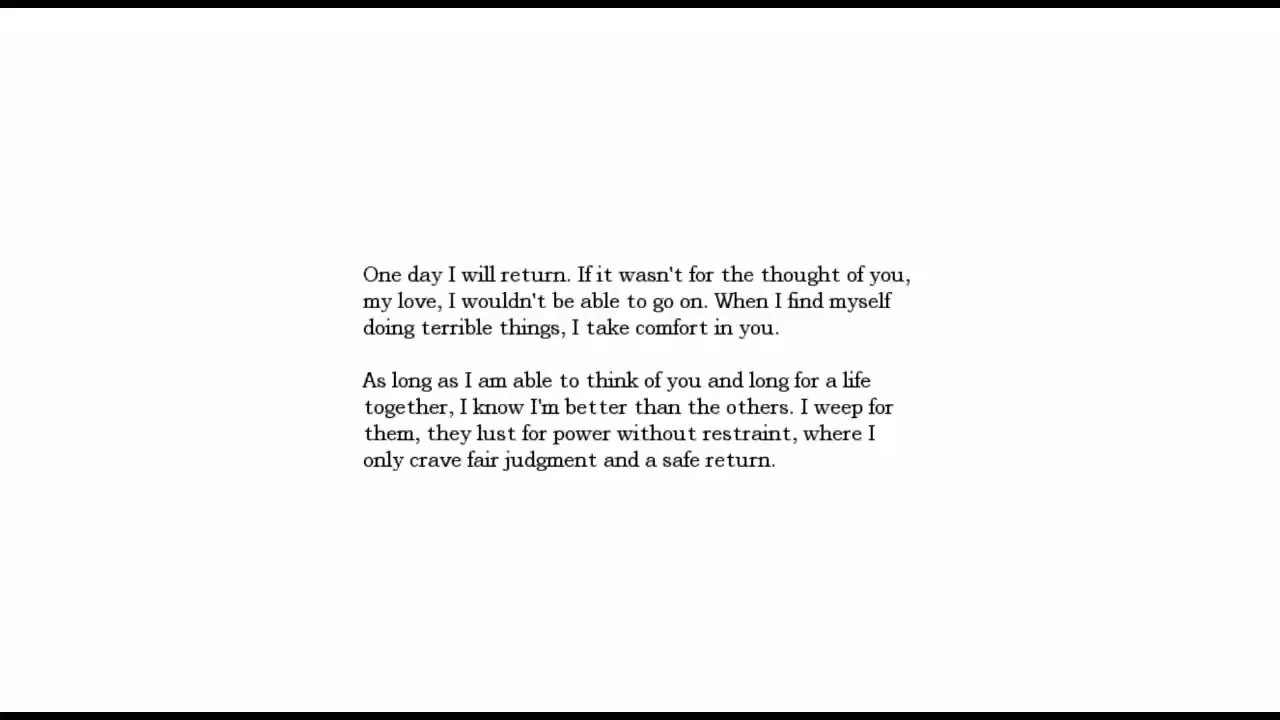 One day I will return. If it wasn't for the thought of you,
my love, I wouldn't be able to go on. When I find myself
doing terrible things, I take comfort in you.
As long as I am able to think of you and long for a life
together, I know I'm better than the others. I weep for
them, they lust for power without restraint, where I
only crave fair judgment and a safe return.